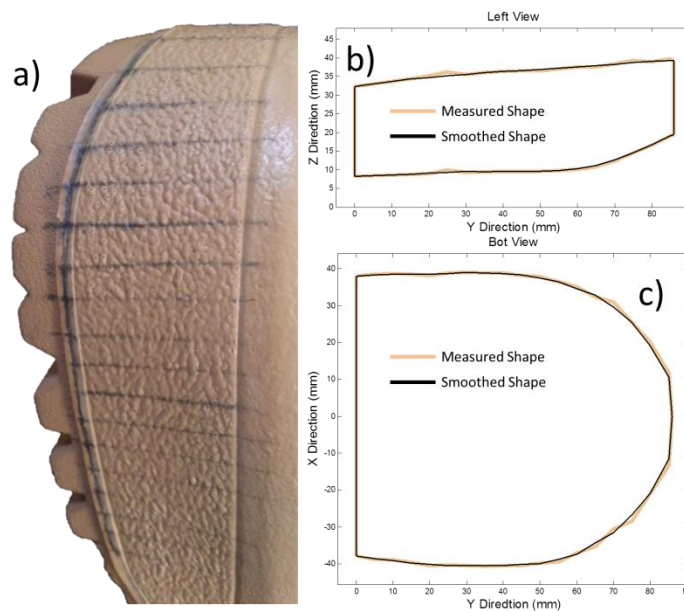 a)
Left View
b)
45
40
35
30
25
20
15
10
5
0
Z Diredtion (mm)
Measured Shape
Smoothed Shape
0 10 20 30 40 50 60 70 80
Y Direction (mm)
Bot View
c)
40
30
20
10
0
-10
-20
-30
-40
X Direction (mm)
Measured Shape
Smoothed Shape
0 10 20 30 40 50 60 70 80
Y Diredtion (mm)